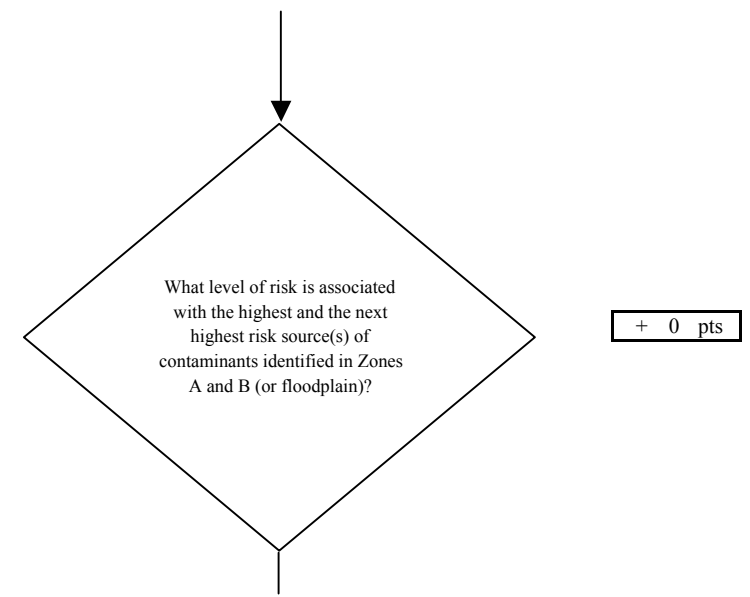 What level of risk is associated
with the highest and the next
highest risk source(s) of
contaminants identified in Zones
A and B (or floodplain)?
+ 0 pts